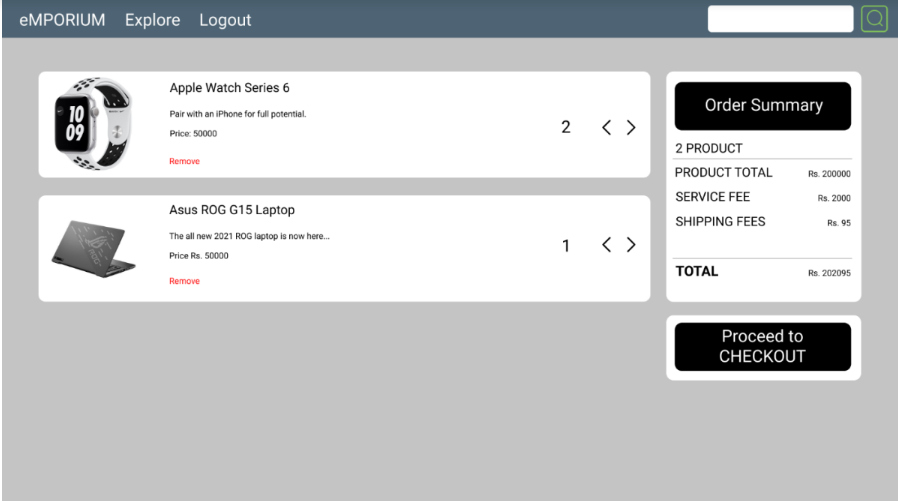 eMPORIUM Explore Logout
Apple Watch Series 6
Pair with an iPhone for full potential.
Price: 50000
2
Remove
10
09
Asus ROG G15 Laptop
The all new 2021 ROG laptop is now here...
Price Rs. 50000
1
Remove
Order Summary
2 PRODUCT
PRODUCT TOTAL Rs. 200000
SERVICE FEE Rs. 2000
SHIPPING FEES Rs. 95
TOTAL Rs. 202095
Proceed to
CHECKOUT